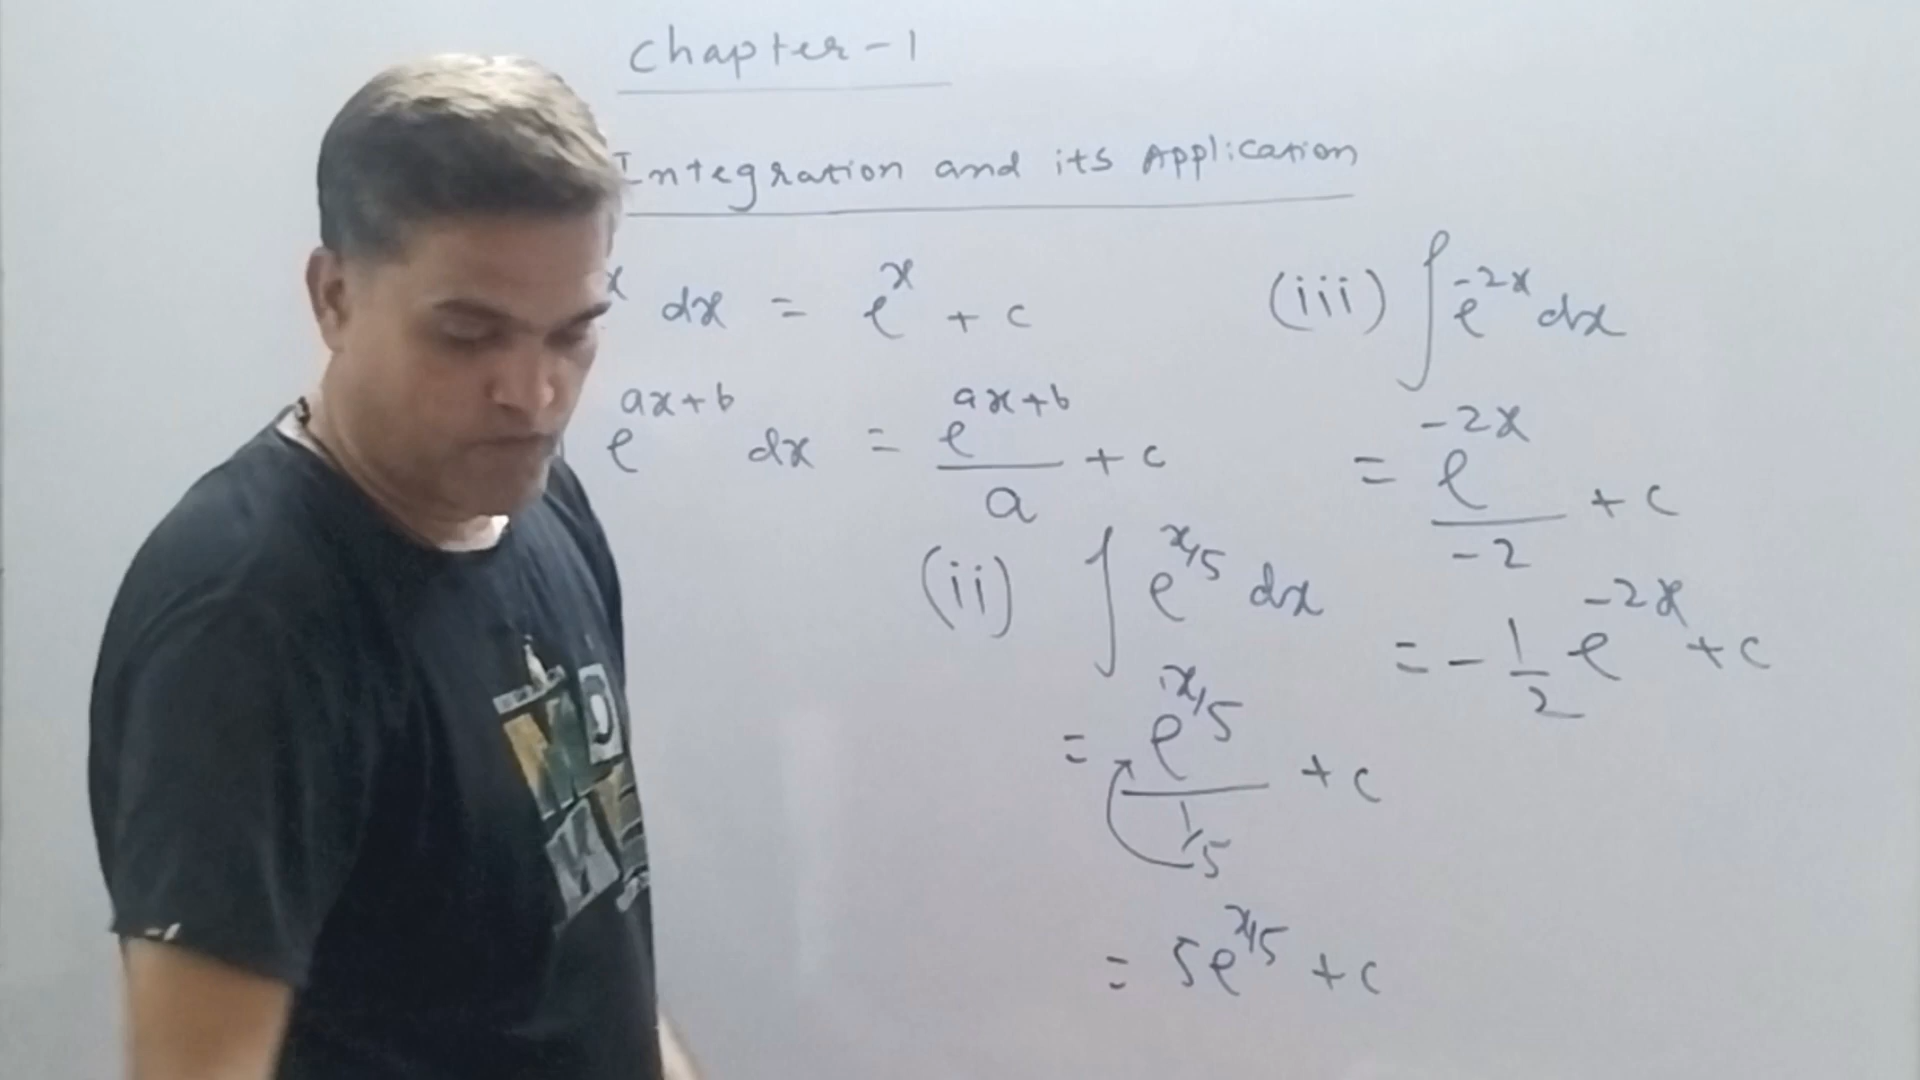 Chapter-1
Integration and its Application
x dx = e^x + c
e^{ax+b} dx = e^{ax+b}/a + c
(ii) ∫ e^{x/5} dx
= e^{x/5}/(1/5) + c
= 5e^{x/5} + c
(iii) ∫ e^{-2x} dx
= e^{-2x}/-2 + c
= -1/2 e^{-2x} + c